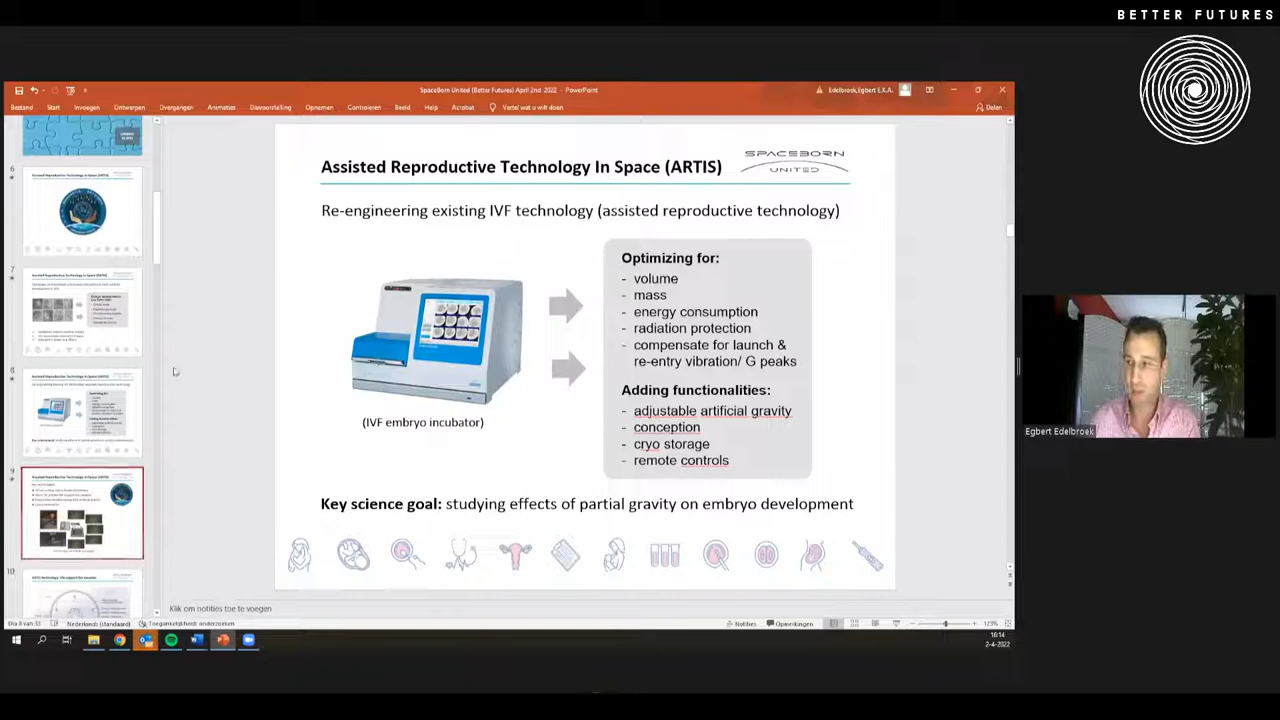 BETTER FUTURES
SpaceBorn United (Better Futures) April 2nd 2022 - PowerPoint
Edelbroek,Egbert E.K.A.
Bestand Start Invoegen Ontwerpen Overgangen Animaties Diavoorstelling Opnemen Controleren Beeld Help Acrobat Vertel wat u wilt doen Delen
6
7
8
9
10
Assisted Reproductive Technology In Space (ARTIS)
SPACEBORN
UNITED
Re-engineering existing IVF technology (assisted reproductive technology)
Optimizing for:
- volume
- mass
- energy consumption
- radiation protection
- compensate for launch &
re-entry vibration/ G peaks
Adding functionalities:
- adjustable artificial gravity
conception
- cryo storage
- remote controls
(IVF embryo incubator)
Key science goal: studying effects of partial gravity on embryo development
Egbert Edelbroek
Klik om notities toe te voegen
Dia 8 van 33 Nederlands (standaard) Toegankelijkheid: onderzoeken Notities Opmerkingen 123%
16:14
2-4-2022